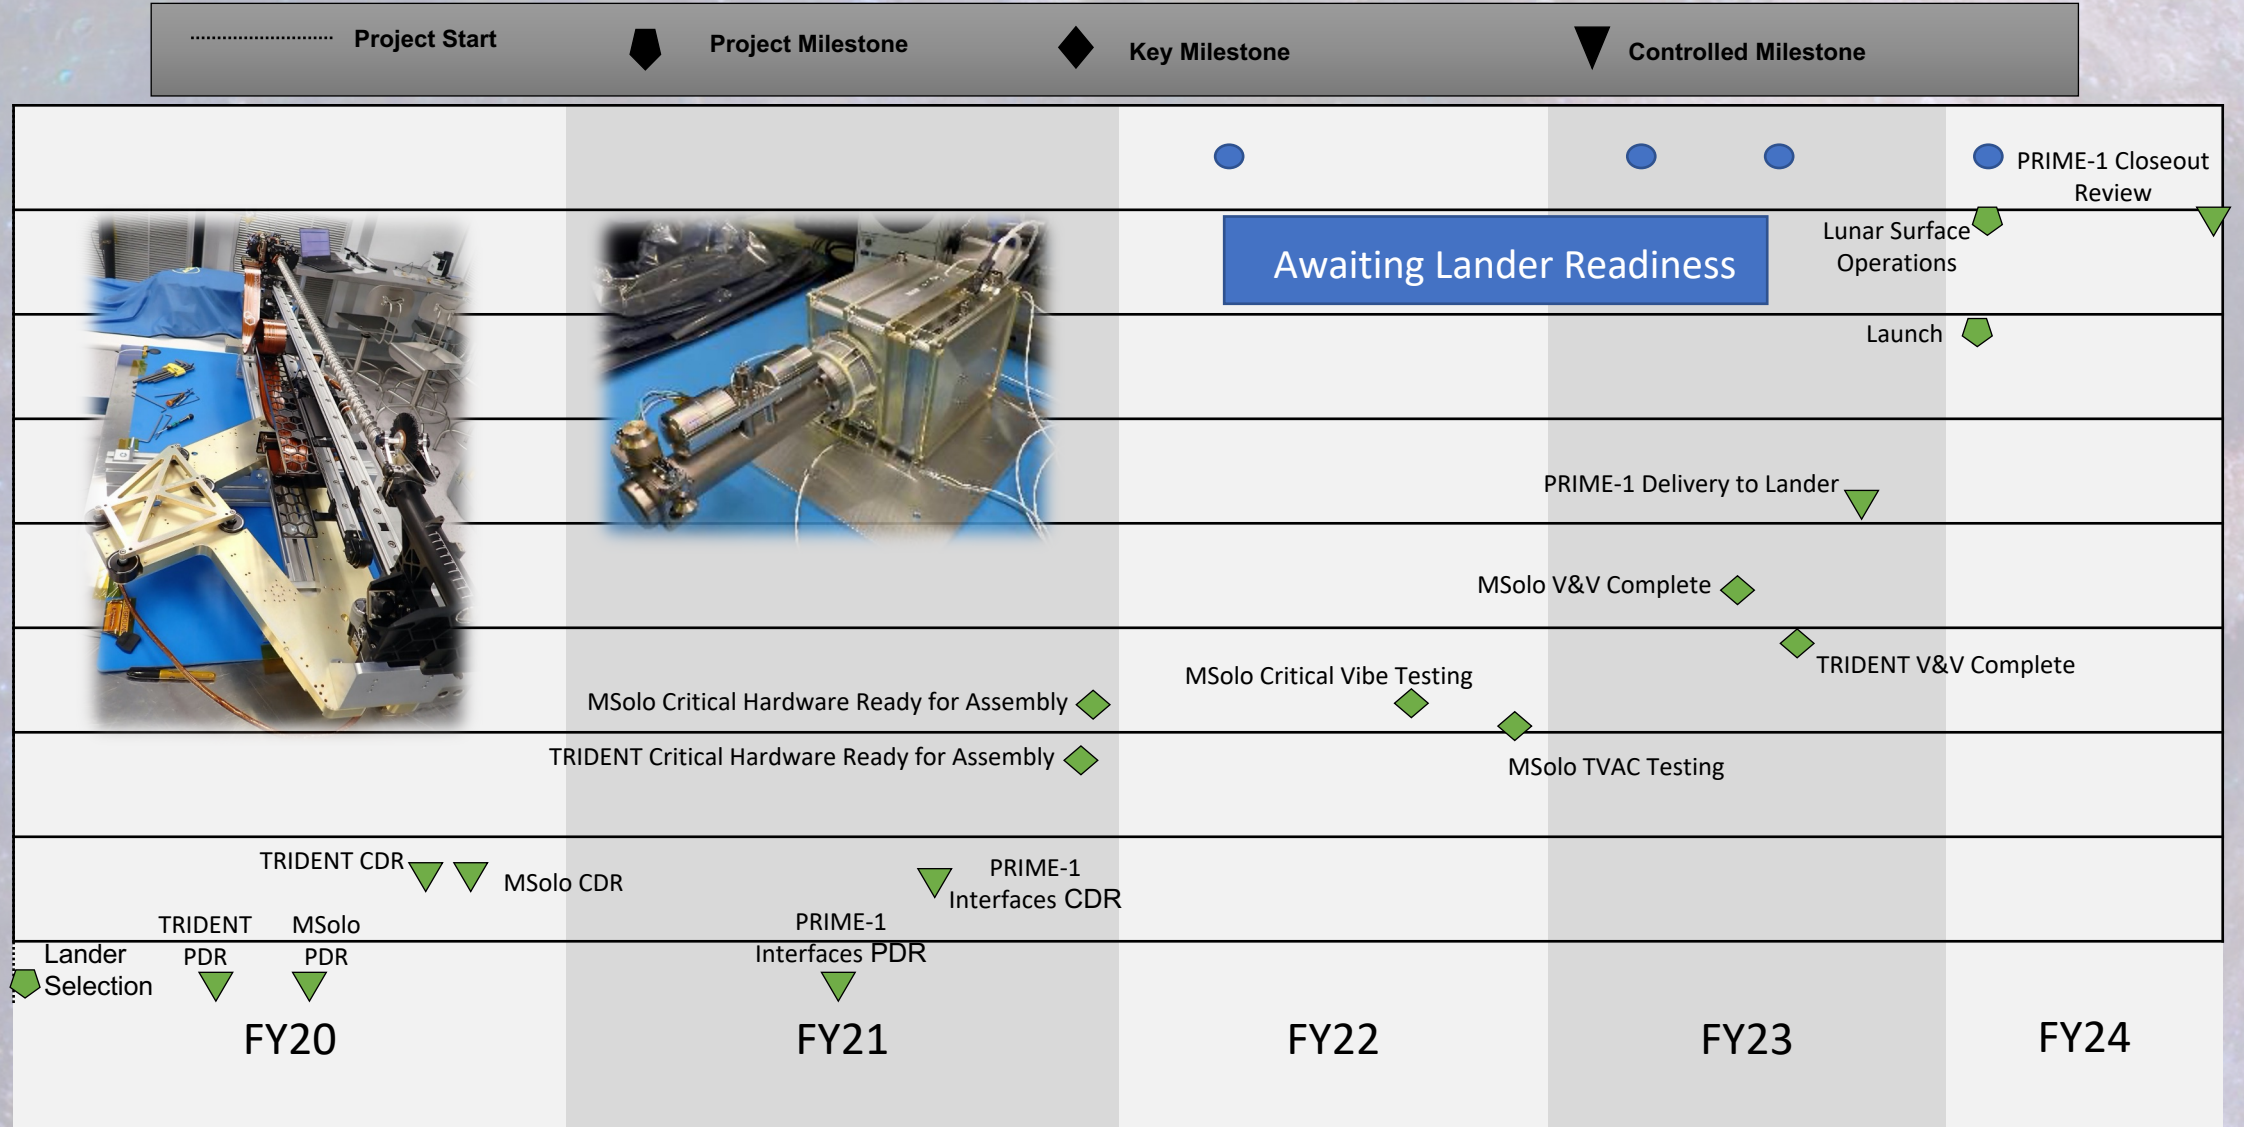 Project Start
Project Milestone
Key Milestone
Controlled Milestone
PRIME-1 Closeout
Review
Awaiting Lander Readiness
Lunar Surface
Operations
Launch
PRIME-1 Delivery to Lander
MSolo V&V Complete
TRIDENT V&V Complete
MSolo Critical Vibe Testing
MSolo Critical Hardware Ready for Assembly
TRIDENT Critical Hardware Ready for Assembly
MSolo TVAC Testing
TRIDENT CDR
MSolo CDR
PRIME-1
Interfaces CDR
TRIDENT
PDR
MSolo
PDR
PRIME-1
Interfaces PDR
Lander
Selection
FY20
FY21
FY22
FY23
FY24